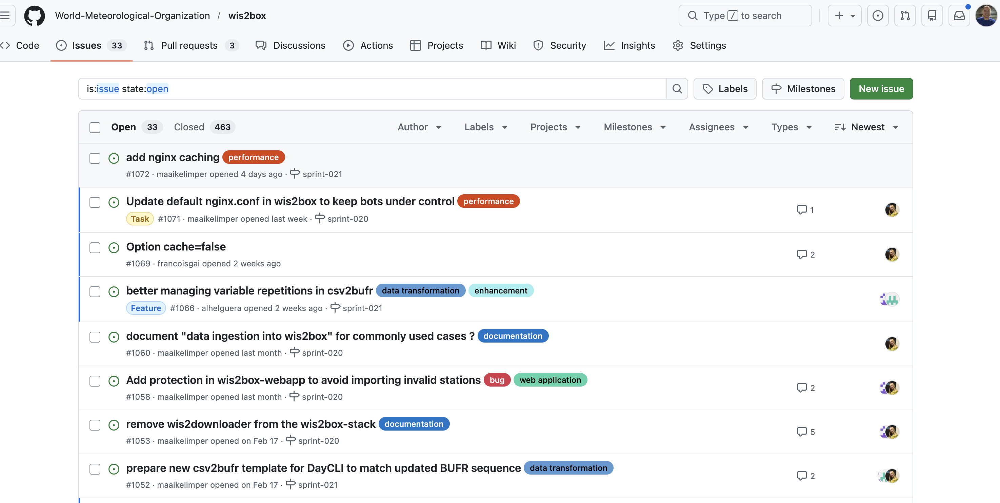 World-Meteorological-Organization / wis2box
Type / to search
Code Issues 33 Pull requests 3 Discussions Actions Projects Wiki Security Insights Settings
is:issue state:open
Labels Milestones New issue
Open 33 Closed 463 Author Labels Projects Milestones Assignees Types Newest
add nginx caching performance
#1072 · maaikelimper opened 4 days ago · sprint-021
Update default nginx.conf in wis2box to keep bots under control performance
1
Task #1071 · maaikelimper opened last week · sprint-020
Option cache=false
2
#1069 · francoisgai opened 2 weeks ago
better managing variable repetitions in csv2bufr data transformation enhancement
Feature #1066 · alhelguera opened 2 weeks ago · sprint-021
document "data ingestion into wis2box" for commonly used cases ? documentation
#1060 · maaikelimper opened last month · sprint-020
Add protection in wis2box-webapp to avoid importing invalid stations bug web application
2
#1058 · maaikelimper opened last month · sprint-020
remove wis2downloader from the wis2box-stack documentation
5
#1053 · maaikelimper opened on Feb 17 · sprint-020
prepare new csv2bufr template for DayCLI to match updated BUFR sequence data transformation
2
#1052 · maaikelimper opened on Feb 17 · sprint-021